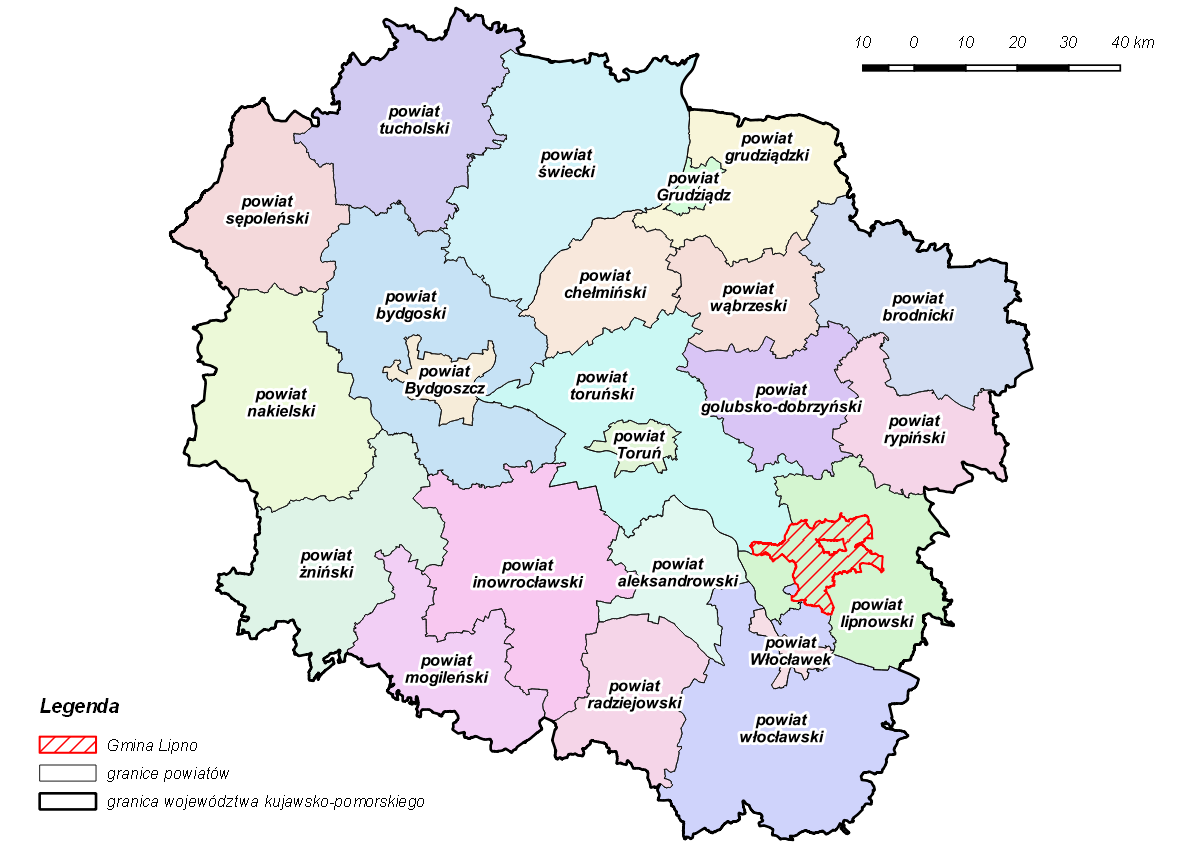 10 0 10 20 30 40 km
powiat
tucholski
powiat
świecki
powiat
grudziądzki
powiat
Grudziądz
powiat
sępoleński
powiat
chełmiński
powiat
wąbrzeski
powiat
brodnicki
powiat
bydgoski
powiat
Bydgoszcz
powiat
toruński
powiat
golubsko-dobrzyński
powiat
nakielski
powiat
rypiński
powiat
Toruń
powiat
żniński
powiat
inowrocławski
powiat
aleksandrowski
powiat
lipnowski
powiat
Włocławek
powiat
mogileński
powiat
radziejowski
powiat
włocławski
Legenda
Gmina Lipno
granice powiatów
granica województwa kujawsko-pomorskiego